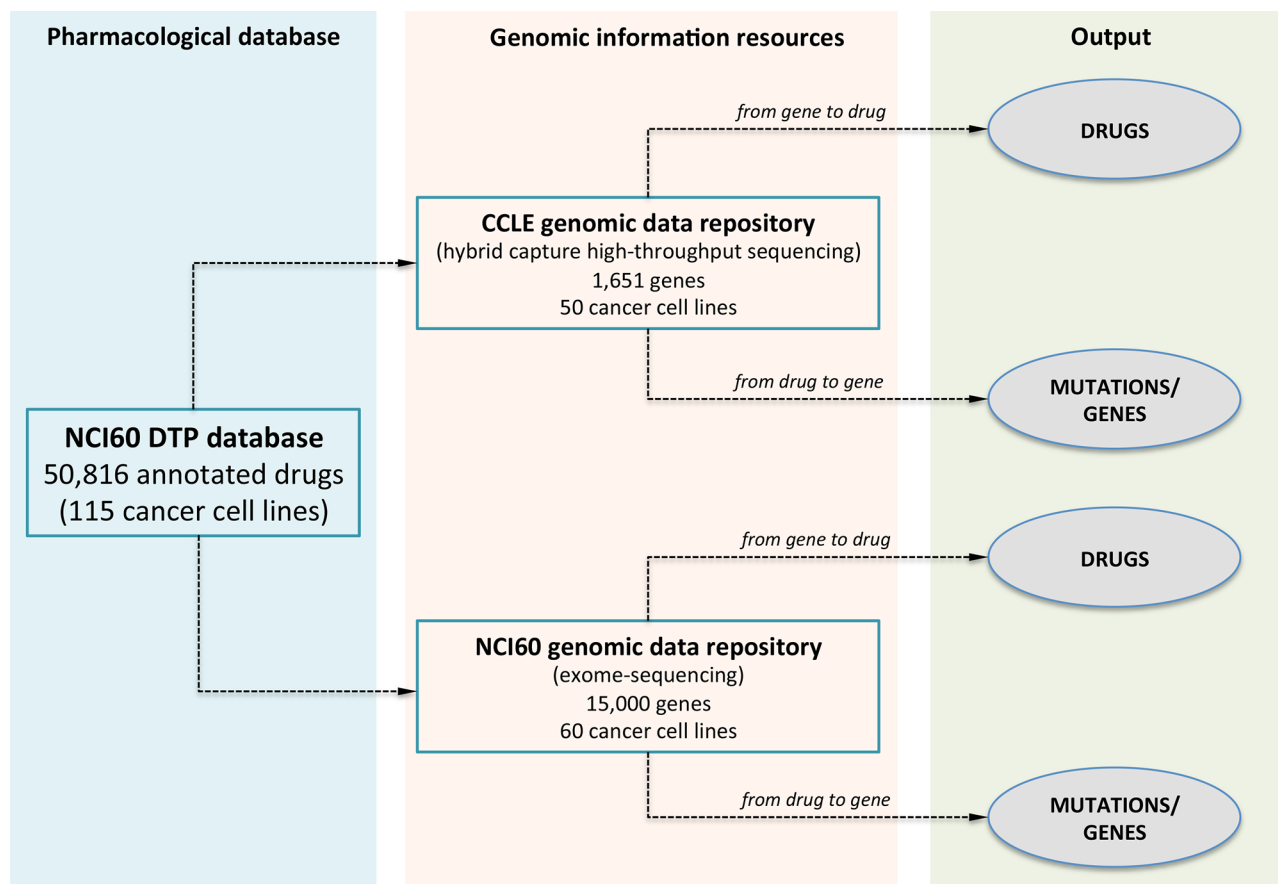 Pharmacological database
Genomic information resources
Output
from gene to drug
DRUGS
CCLE genomic data repository
(hybrid capture high-throughput sequencing)
1,651 genes
50 cancer cell lines
from drug to gene
MUTATIONS/
GENES
NCI60 DTP database
50,816 annotated drugs
(115 cancer cell lines)
from gene to drug
DRUGS
NCI60 genomic data repository
(exome-sequencing)
15,000 genes
60 cancer cell lines
from drug to gene
MUTATIONS/
GENES